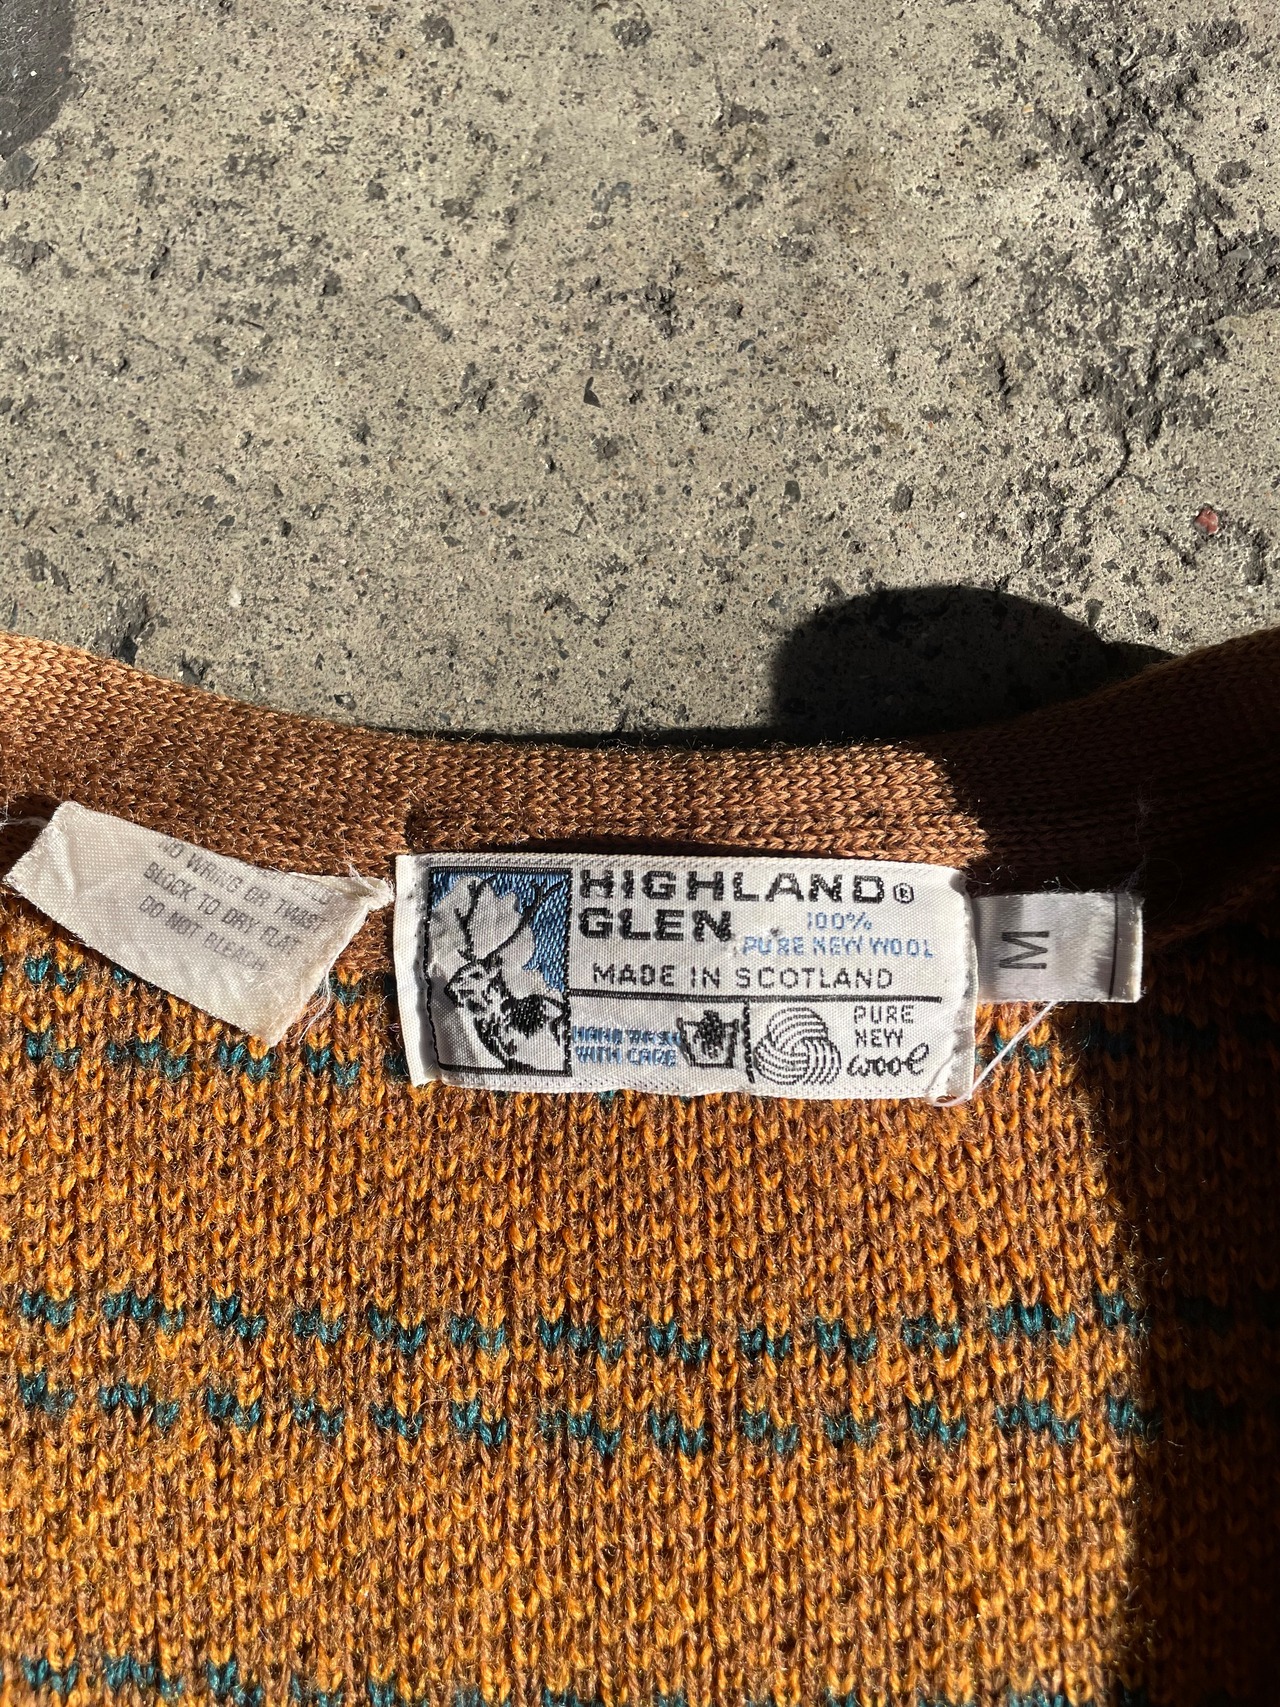 NO WRING OR TWIST
BLOCK TO DRY FLAT
DO NOT BLEACH
HIGHLAND®
GLEN
100%
PURE NEW WOOL
MADE IN SCOTLAND
HAND WASH
WITH CARE
PURE
NEW
wool
M